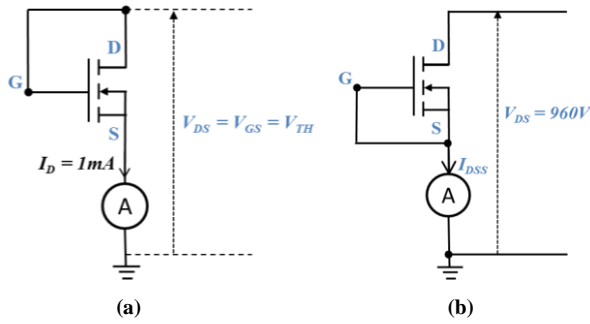 D
G
S
V_DS = V_GS = V_TH
I_D = 1mA
A
(a)
D
G
S
V_DS = 960V
I_DSS
A
(b)